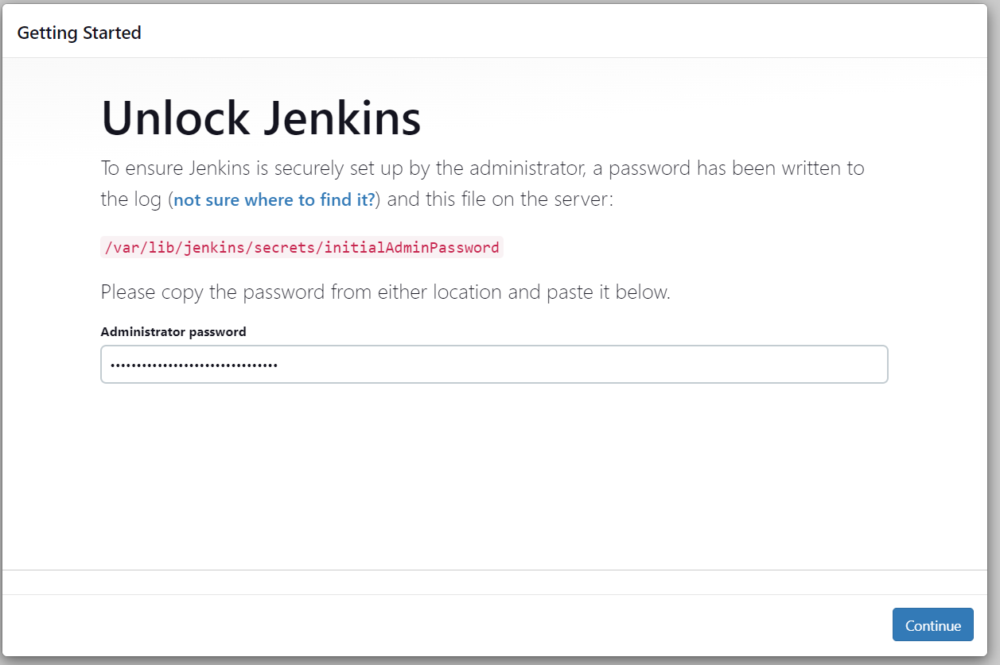 Getting Started
Unlock Jenkins
To ensure Jenkins is securely set up by the administrator, a password has been written to
the log (not sure where to find it?) and this file on the server:
/var/lib/jenkins/secrets/initialAdminPassword
Please copy the password from either location and paste it below.
Administrator password
••••••••••••••••••••••••••••••••
Continue